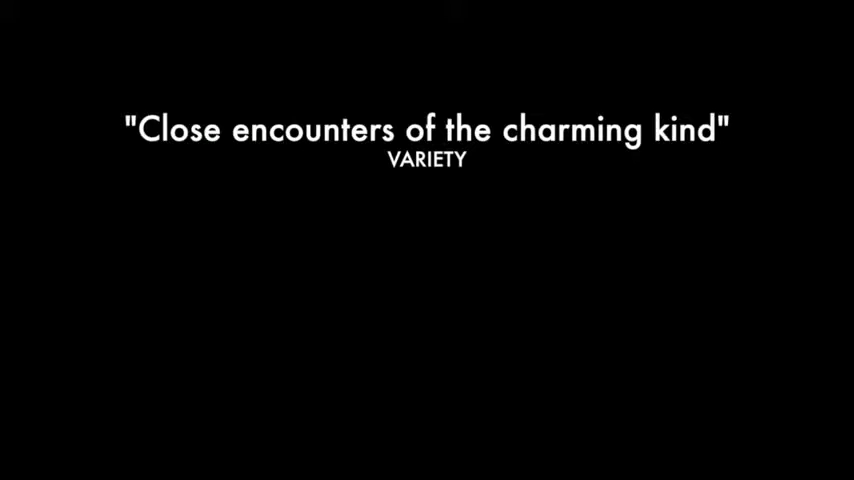 "Close encounters of the charming kind"
VARIETY